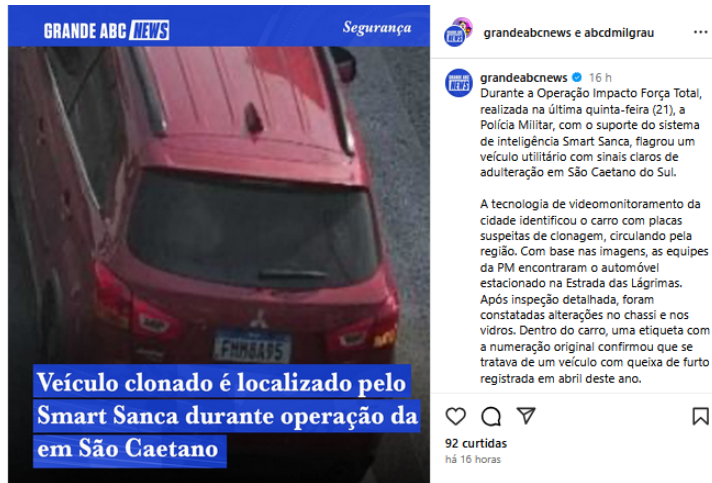 GRANDE ABC NEWS
Segurança
FMM8A95
Veículo clonado é localizado pelo
Smart Sanca durante operação da
em São Caetano
grandeabcnews e abcdmilgrau
grandeabcnews 16 h
Durante a Operação Impacto Força Total,
realizada na última quinta-feira (21), a
Polícia Militar, com o suporte do sistema
de inteligência Smart Sanca, flagrou um
veículo utilitário com sinais claros de
adulteração em São Caetano do Sul.
A tecnologia de videomonitoramento da
cidade identificou o carro com placas
suspeitas de clonagem, circulando pela
região. Com base nas imagens, as equipes
da PM encontraram o automóvel
estacionado na Estrada das Lágrimas.
Após inspeção detalhada, foram
constatadas alterações no chassi e nos
vidros. Dentro do carro, uma etiqueta com
a numeração original confirmou que se
tratava de um veículo com queixa de furto
registrada em abril deste ano.
92 curtidas
há 16 horas